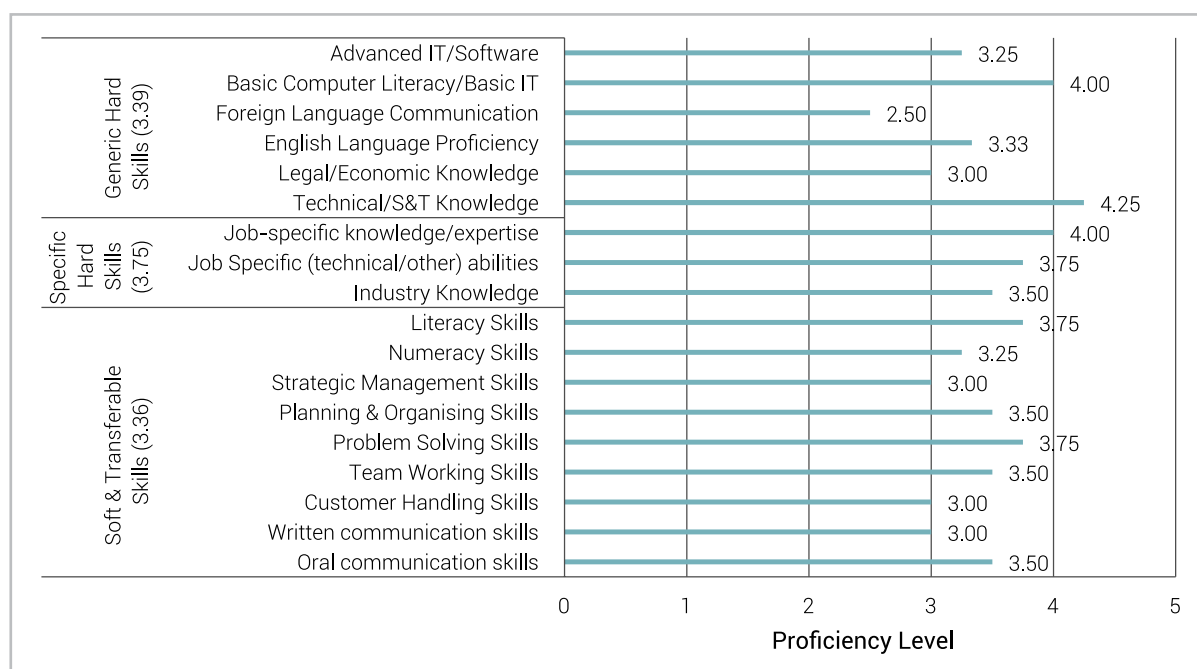 Generic Hard
Skills (3.39)
Advanced IT/Software 3.25
Basic Computer Literacy/Basic IT 4.00
Foreign Language Communication 2.50
English Language Proficiency 3.33
Legal/Economic Knowledge 3.00
Technical/S&T Knowledge 4.25
Specific
Hard
Skills
(3.75)
Job-specific knowledge/expertise 4.00
Job Specific (technical/other) abilities 3.75
Industry Knowledge 3.50
Soft & Transferable
Skills (3.36)
Literacy Skills 3.75
Numeracy Skills 3.25
Strategic Management Skills 3.00
Planning & Organising Skills 3.50
Problem Solving Skills 3.75
Team Working Skills 3.50
Customer Handling Skills 3.00
Written communication skills 3.00
Oral communication skills 3.50
0 1 2 3 4 5
Proficiency Level